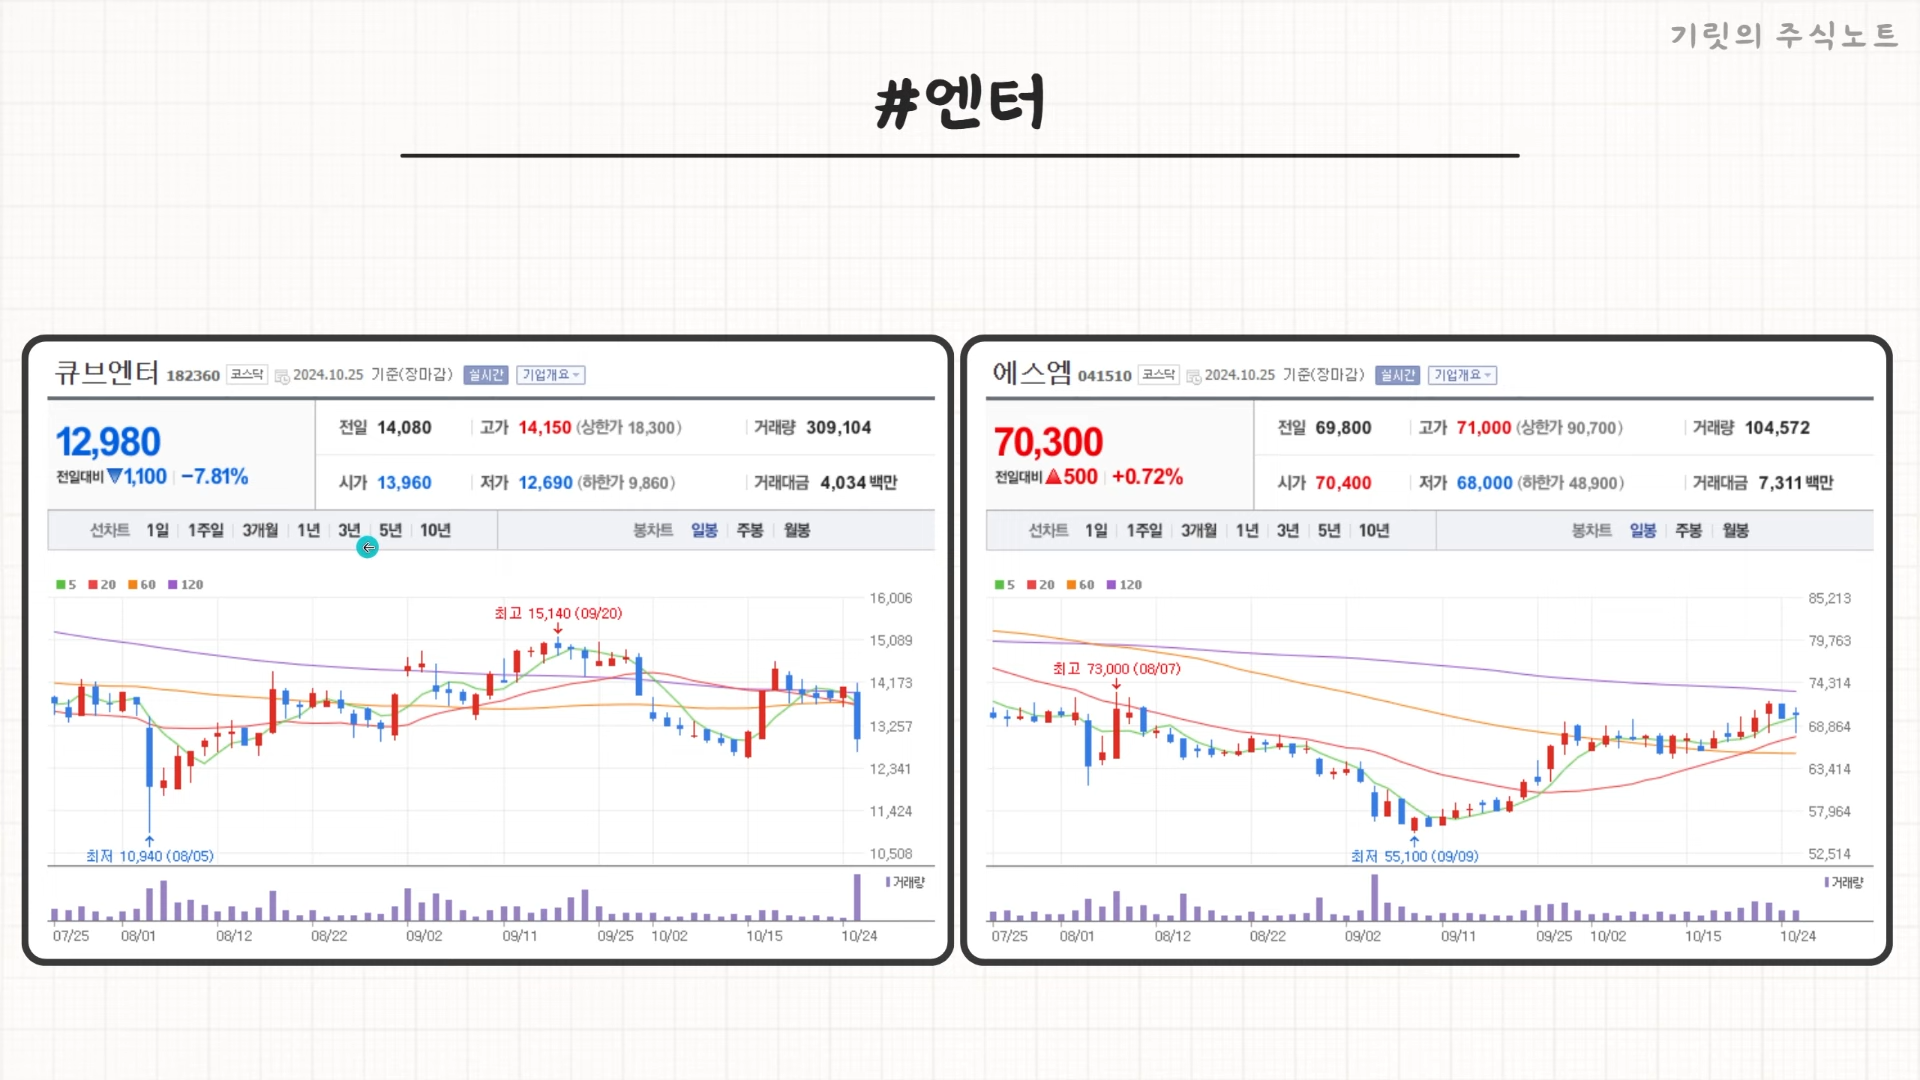 기릿의 주식노트
#엔터
큐브엔터 182360 코스닥 2024.10.25 기준(장마감) 실시간 기업개요
12,980
전일대비 ▼1,100 -7.81%
전일 14,080 고가 14,150 (상한가 18,300) 거래량 309,104
시가 13,960 저가 12,690 (하한가 9,860) 거래대금 4,034 백만
선차트 1일 1주일 3개월 1년 3년 5년 10년 봉차트 일봉 주봉 월봉
5 20 60 120
최고 15,140 (09/20)
최저 10,940 (08/05)
16,006
15,089
14,173
13,257
12,341
11,424
10,508
거래량
07/25 08/01 08/12 08/22 09/02 09/11 09/25 10/02 10/15 10/24
에스엠 041510 코스닥 2024.10.25 기준(장마감) 실시간 기업개요
70,300
전일대비 ▲500 +0.72%
전일 69,800 고가 71,000 (상한가 90,700) 거래량 104,572
시가 70,400 저가 68,000 (하한가 48,900) 거래대금 7,311 백만
선차트 1일 1주일 3개월 1년 3년 5년 10년 봉차트 일봉 주봉 월봉
5 20 60 120
최고 73,000 (08/07)
최저 55,100 (09/09)
85,213
79,763
74,314
68,864
63,414
57,964
52,514
거래량
07/25 08/01 08/12 08/22 09/02 09/11 09/25 10/02 10/15 10/24